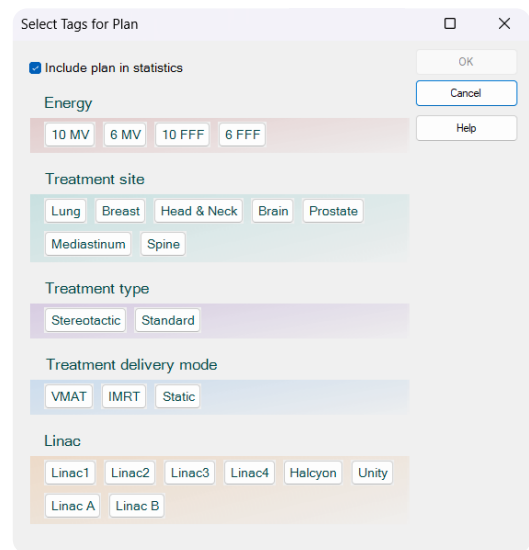 Select Tags for Plan
Include plan in statistics
OK
Cancel
Help
Energy
10 MV 6 MV 10 FFF 6 FFF
Treatment site
Lung Breast Head & Neck Brain Prostate
Mediastinum Spine
Treatment type
Stereotactic Standard
Treatment delivery mode
VMAT IMRT Static
Linac
Linac1 Linac2 Linac3 Linac4 Halcyon Unity
Linac A Linac B